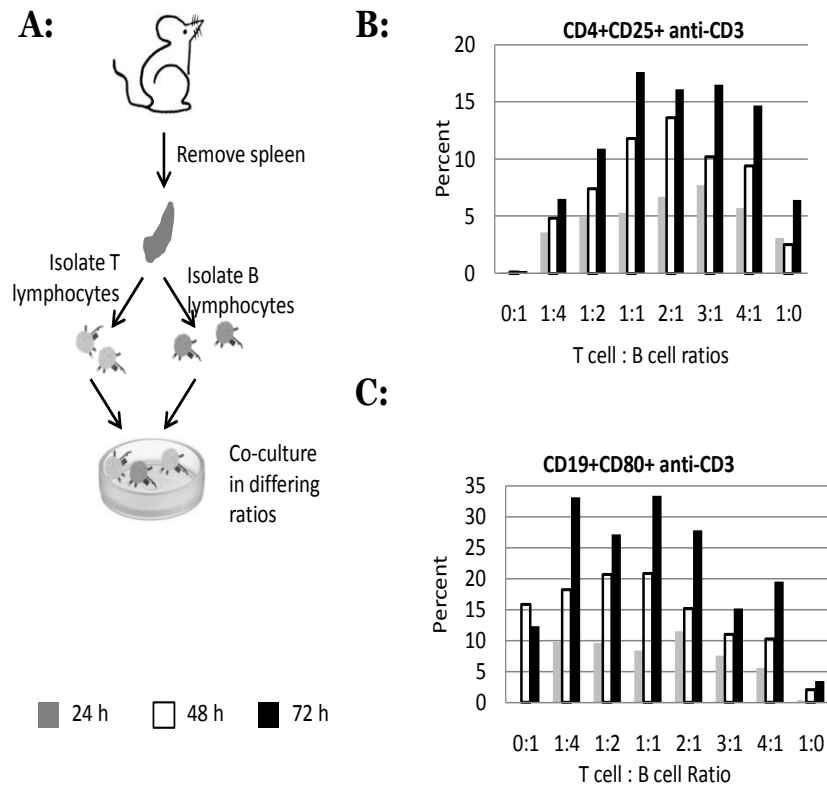 A:
Remove spleen
Isolate T
lymphocytes
Isolate B
lymphocytes
Co-culture
in differing
ratios
24 h
48 h
72 h
B:
CD4+CD25+ anti-CD3
Percent
20
15
10
5
0
0:1 1:4 1:2 1:1 2:1 3:1 4:1 1:0
T cell : B cell ratios
C:
CD19+CD80+ anti-CD3
Percent
35
30
25
20
15
10
5
0
0:1 1:4 1:2 1:1 2:1 3:1 4:1 1:0
T cell : B cell Ratio